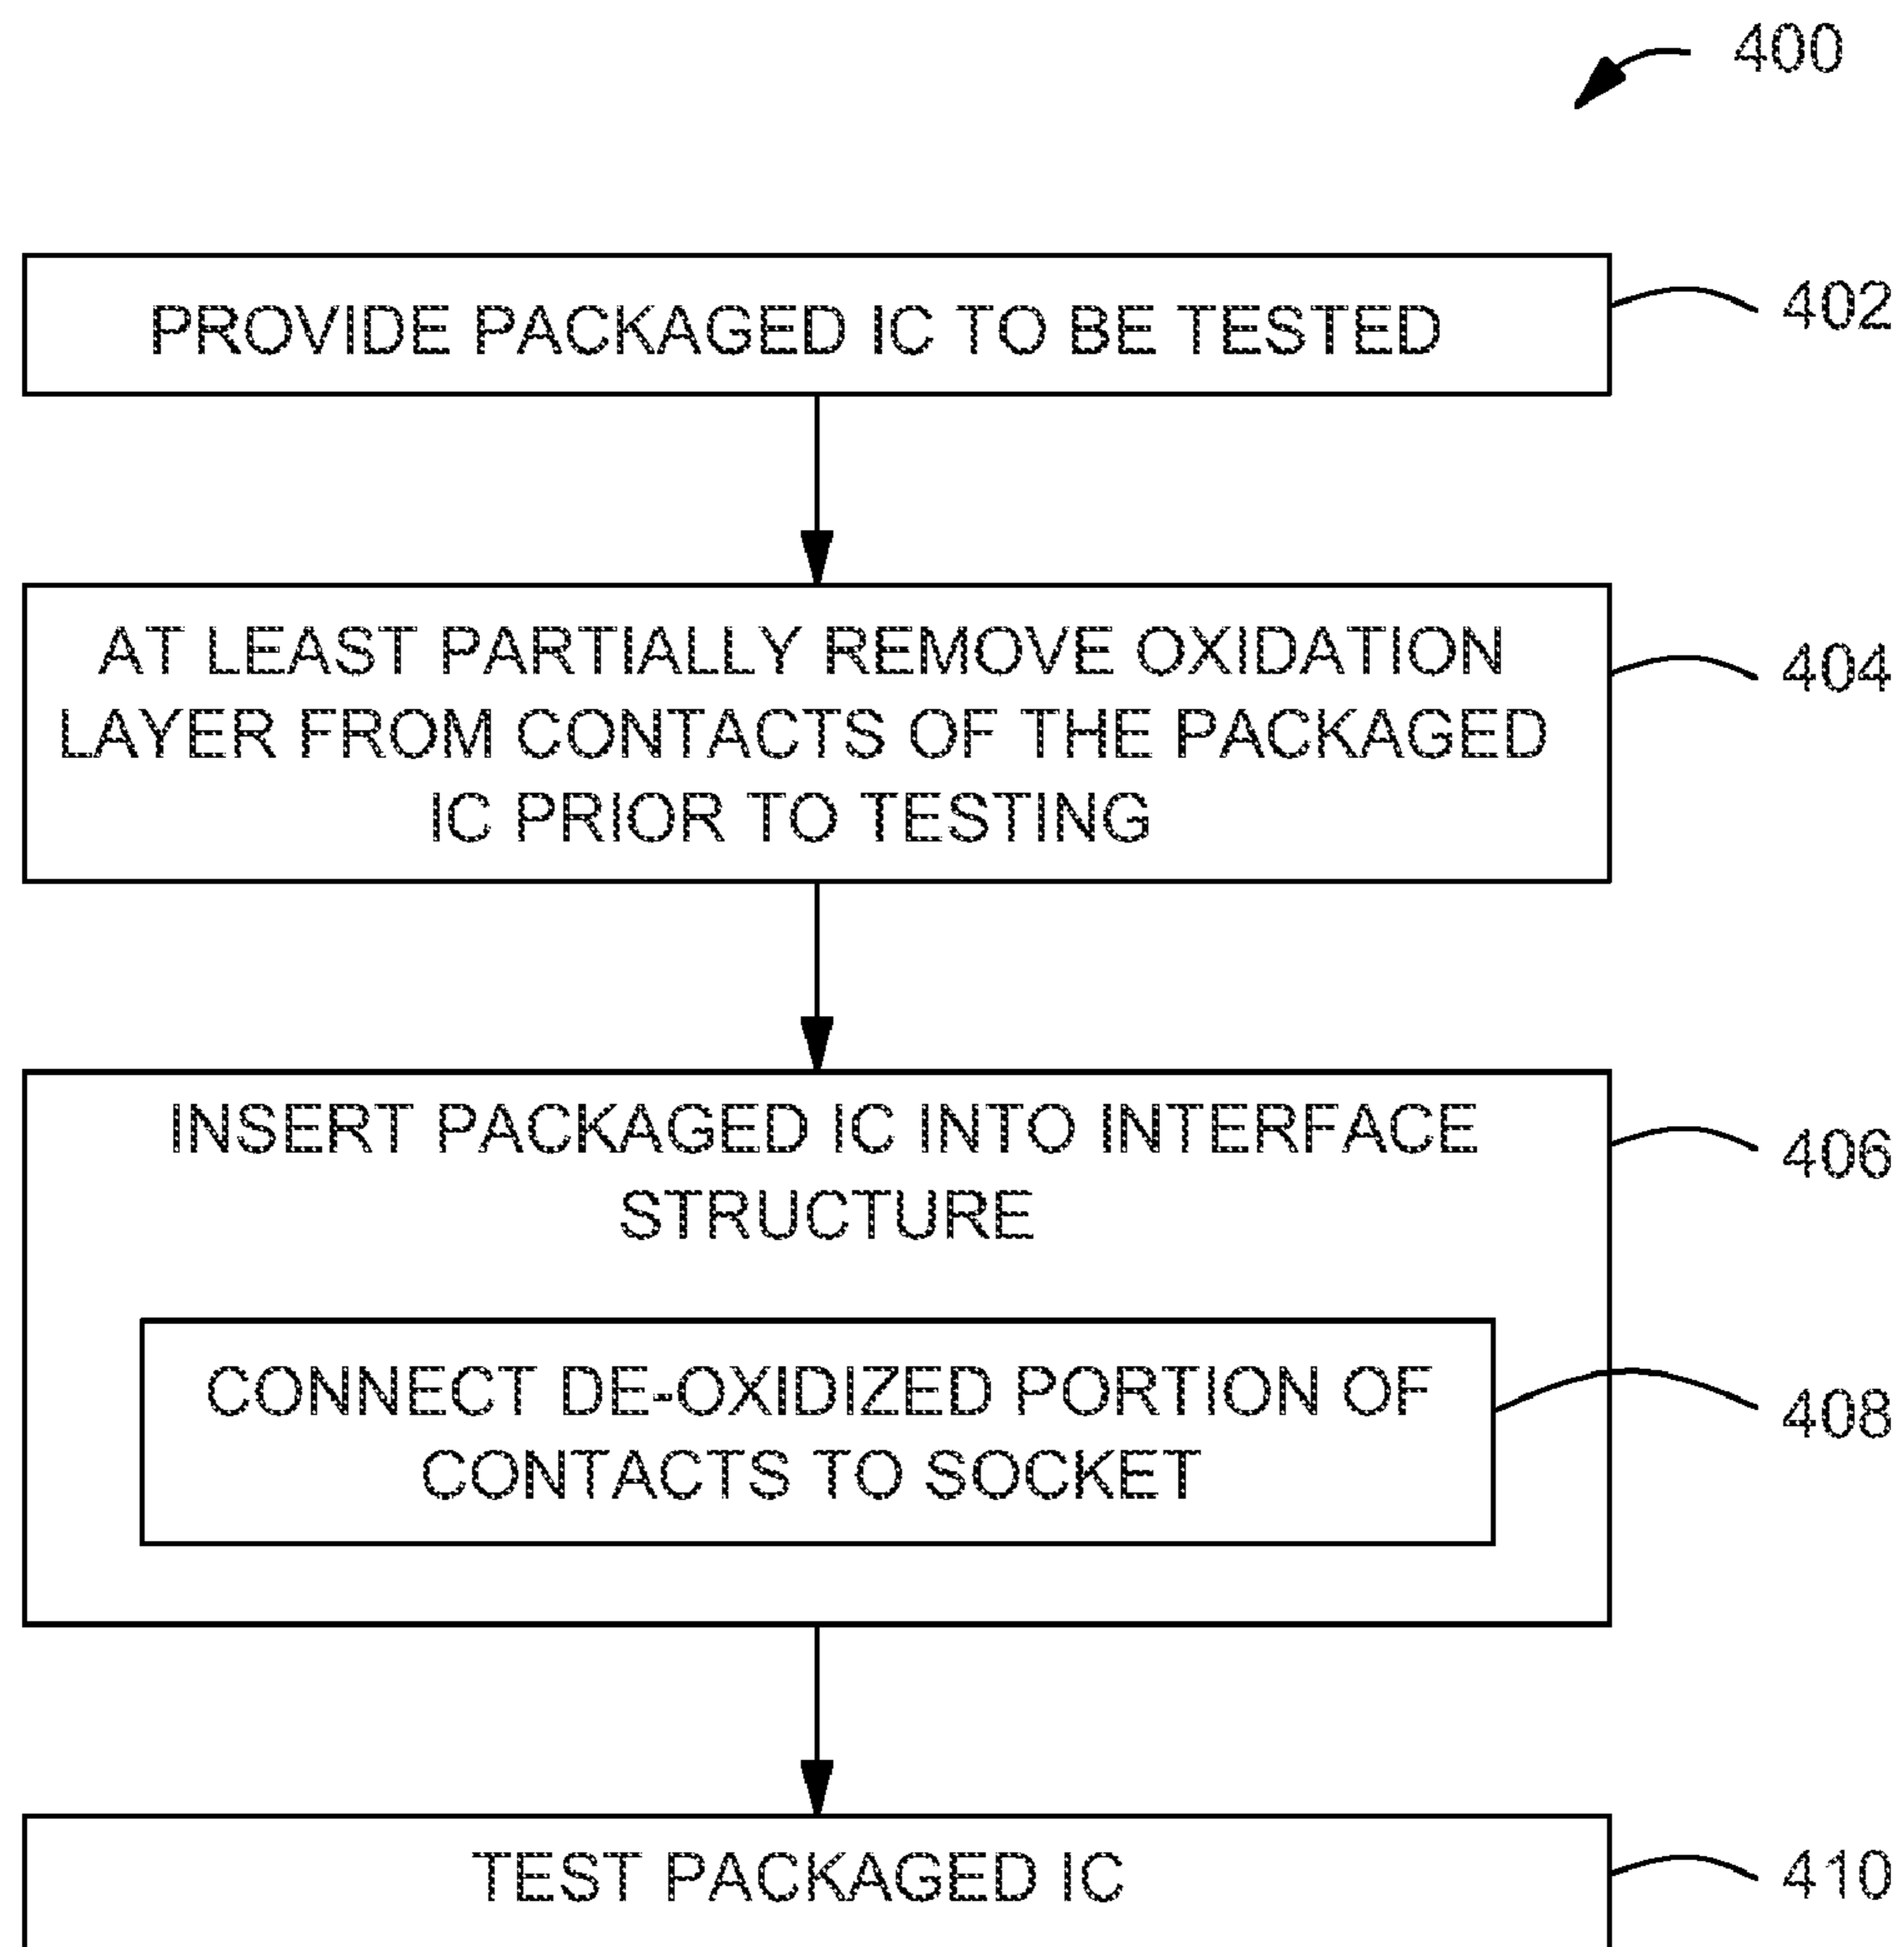 400
PROVIDE PACKAGED IC TO BE TESTED
402
AT LEAST PARTIALLY REMOVE OXIDATION
LAYER FROM CONTACTS OF THE PACKAGED
IC PRIOR TO TESTING
404
INSERT PACKAGED IC INTO INTERFACE
STRUCTURE
406
CONNECT DE-OXIDIZED PORTION OF
CONTACTS TO SOCKET
408
TEST PACKAGED IC
410